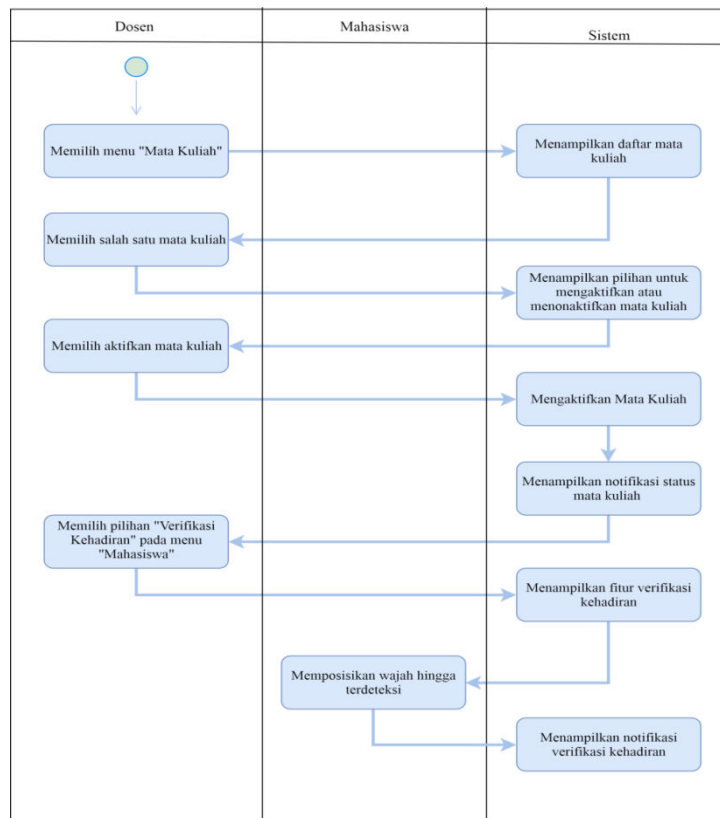 Dosen
Mahasiswa
Sistem
Memilih menu "Mata Kuliah"
Menampilkan daftar mata
kuliah
Memilih salah satu mata kuliah
Menampilkan pilihan untuk
mengaktifkan atau
menonaktifkan mata kuliah
Memilih aktifkan mata kuliah
Mengaktifkan Mata Kuliah
Menampilkan notifikasi status
mata kuliah
Memilih pilihan "Verifikasi
Kehadiran" pada menu
"Mahasiswa"
Menampilkan fitur verifikasi
kehadiran
Memposisikan wajah hingga
terdeteksi
Menampilkan notifikasi
verifikasi kehadiran